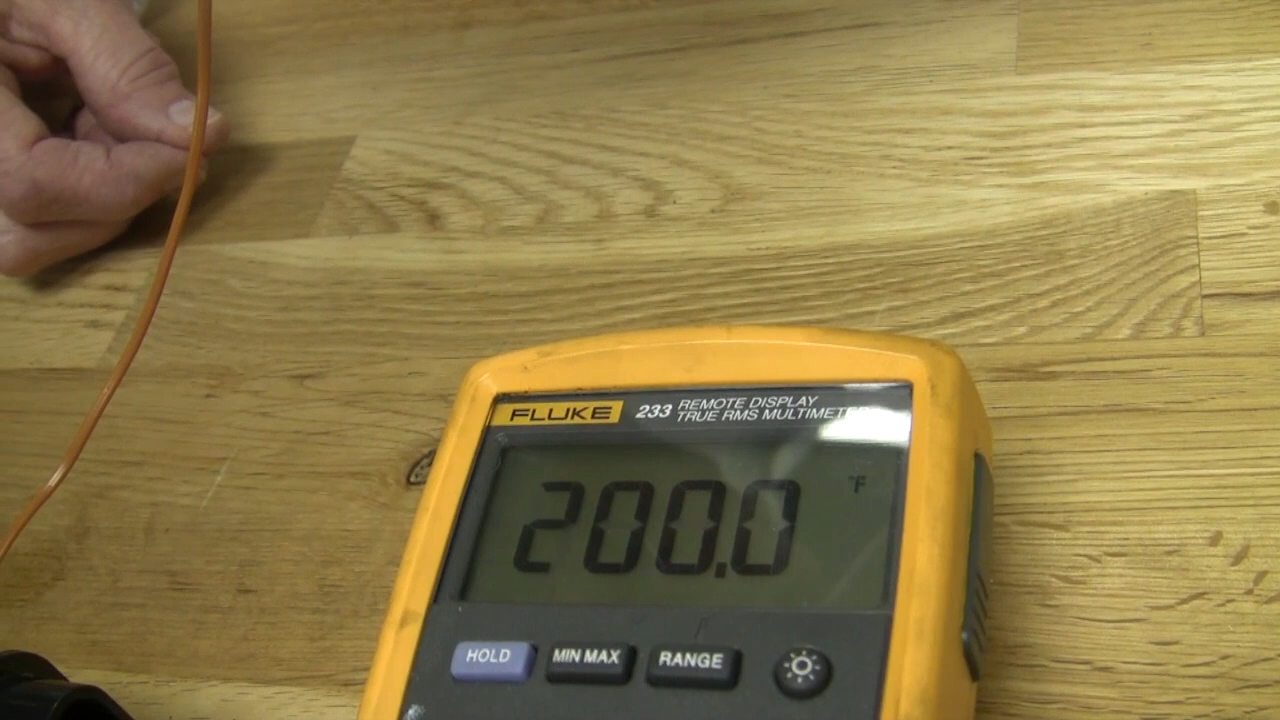 FLUKE 233 REMOTE DISPLAY
TRUE RMS MULTIMETER
200.0 °F
HOLD MIN MAX RANGE